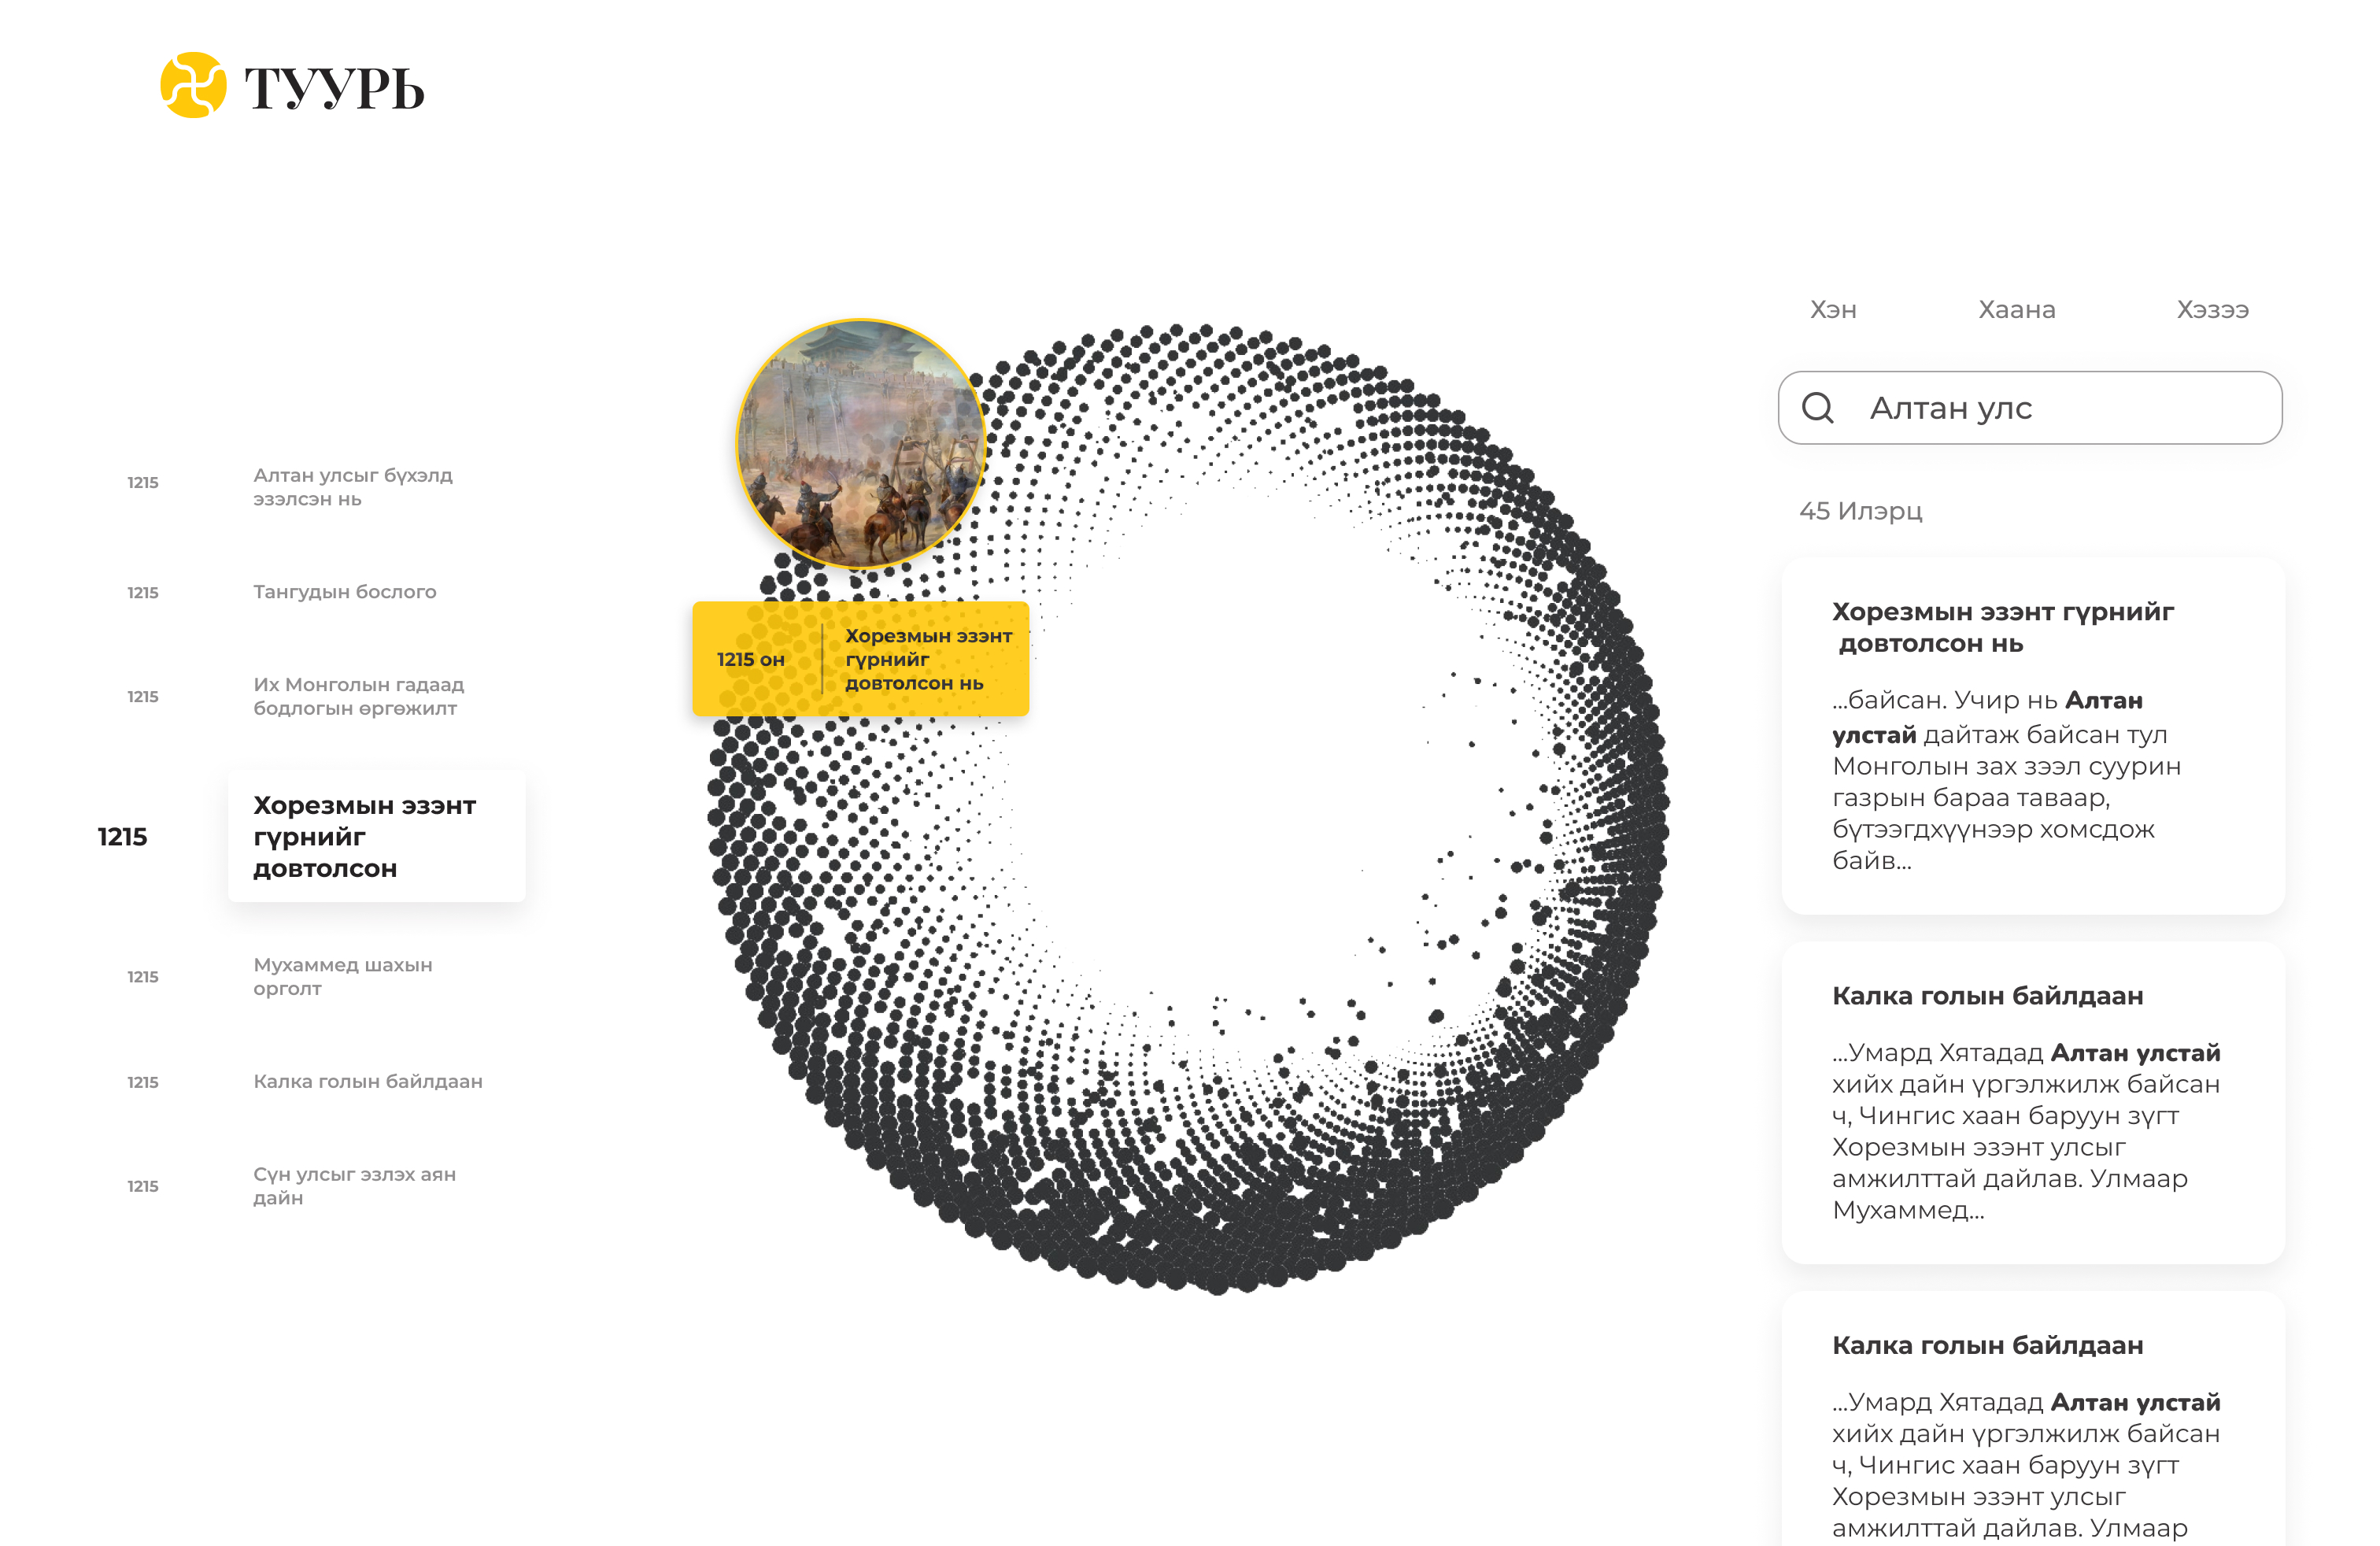 ТУУРЬ
1215
Алтан улсыг бүхэлд
эзэлсэн нь
1215
Тангудын бослого
1215
Их Монголын гадаад
бодлогын өргөжилт
1215
Хорезмын эзэнт
гүрнийг
довтолсон
1215
Мухаммед шахын
орголт
1215
Калка голын байлдаан
1215
Сүн улсыг эзлэх аян
дайн
1215 он
Хорезмын эзэнт
гүрнийг
довтолсон нь
Хэн
Хаана
Хэзээ
Алтан улс
45 Илэрц
Хорезмын эзэнт гүрнийг
довтолсон нь
...байсан. Учир нь Алтан
улстай дайтаж байсан тул
Монголын зах зээл суурин
газрын бараа таваар,
бүтээгдхүүнээр хомсдож
байв...
Калка голын байлдаан
...Умард Хятадад Алтан улстай
хийх дайн үргэлжилж байсан
ч, Чингис хаан баруун зүгт
Хорезмын эзэнт улсыг
амжилттай дайлав. Улмаар
Мухаммед...
Калка голын байлдаан
...Умард Хятадад Алтан улстай
хийх дайн үргэлжилж байсан
ч, Чингис хаан баруун зүгт
Хорезмын эзэнт улсыг
амжилттай дайлав. Улмаар